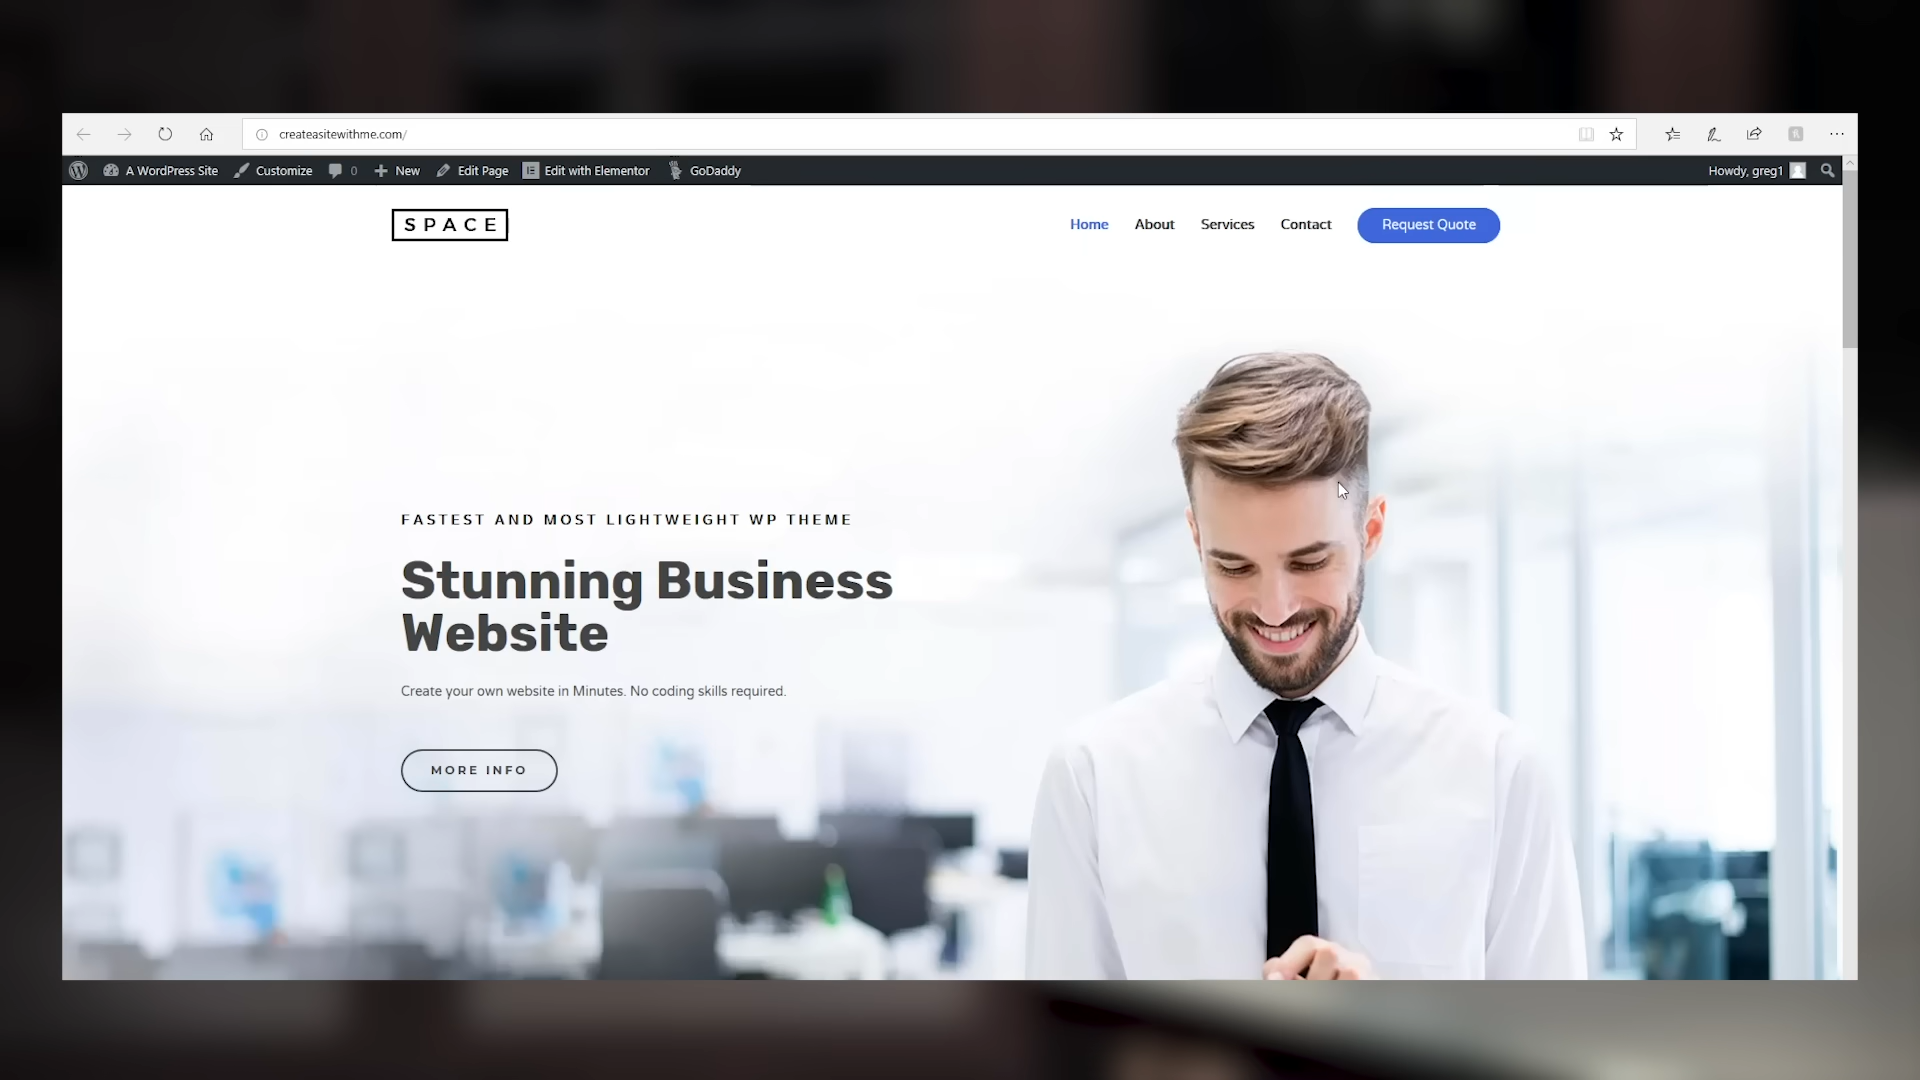 createasitewithme.com/
A WordPress Site Customize 0 New Edit Page Edit with Elementor GoDaddy Howdy, greg1
SPACE Home About Services Contact Request Quote
FASTEST AND MOST LIGHTWEIGHT WP THEME
Stunning Business
Website
Create your own website in Minutes. No coding skills required.
MORE INFO